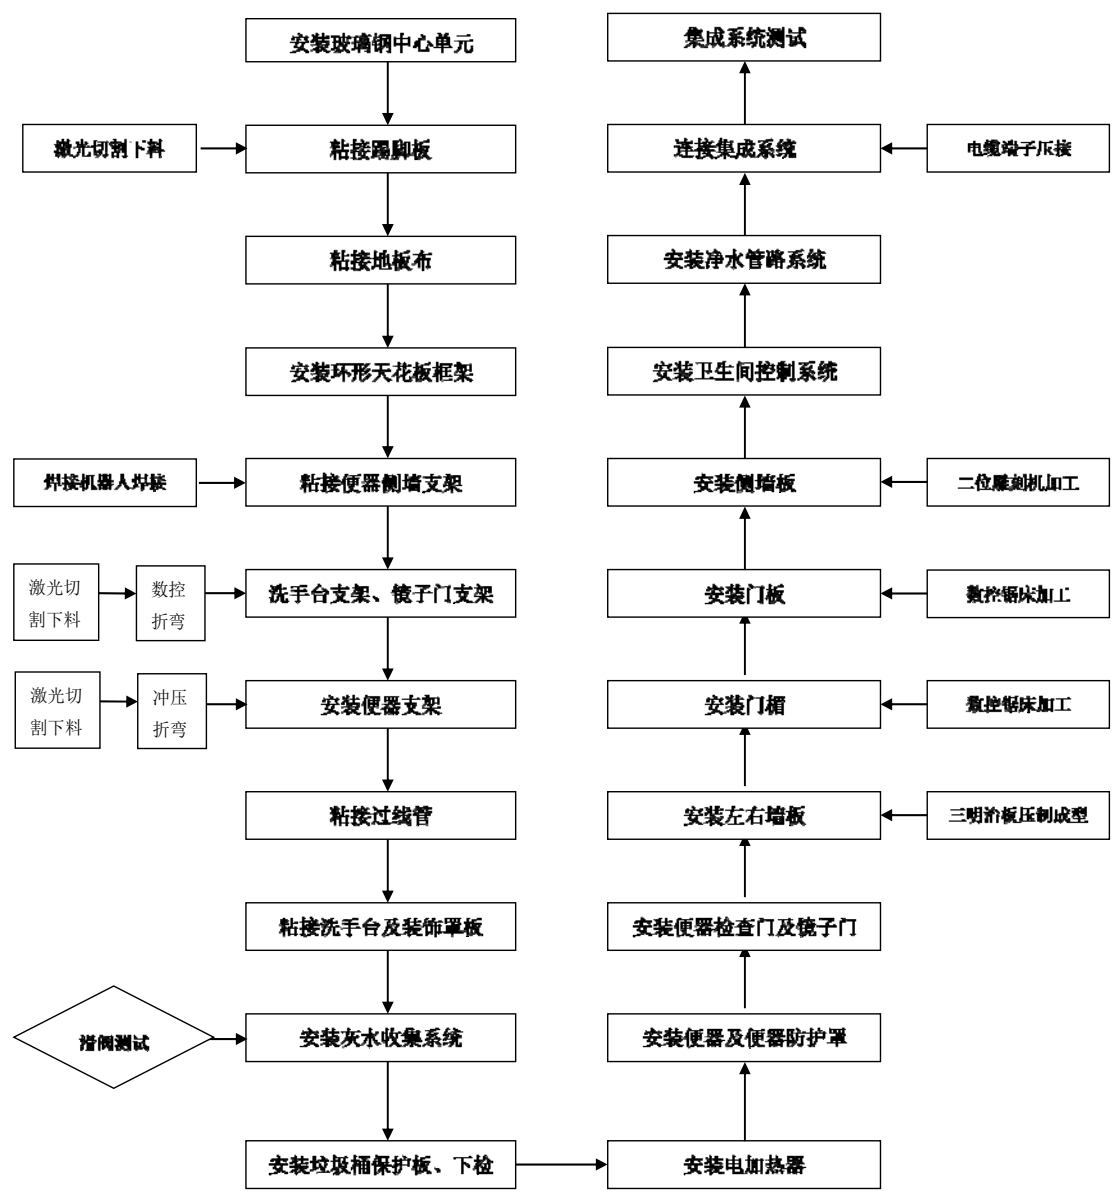 安装玻璃钢中心单元
激光切割下料
粘接踢脚板
粘接地板布
安装环形天花板框架
焊接机器人焊接
粘接便器侧墙支架
激光切
割下料
数控
折弯
洗手台支架、镜子门支架
激光切
割下料
冲压
折弯
安装便器支架
粘接过线管
粘接洗手台及装饰罩板
滑阀测试
安装灰水收集系统
安装垃圾桶保护板、下检
集成系统测试
连接集成系统
电缆端子压接
安装净水管路系统
安装卫生间控制系统
安装侧墙板
二位雕刻机加工
安装门板
数控锯床加工
安装门楣
数控锯床加工
安装左右墙板
三明治板压制成型
安装便器检查门及镜子门
安装便器及便器防护罩
安装电加热器